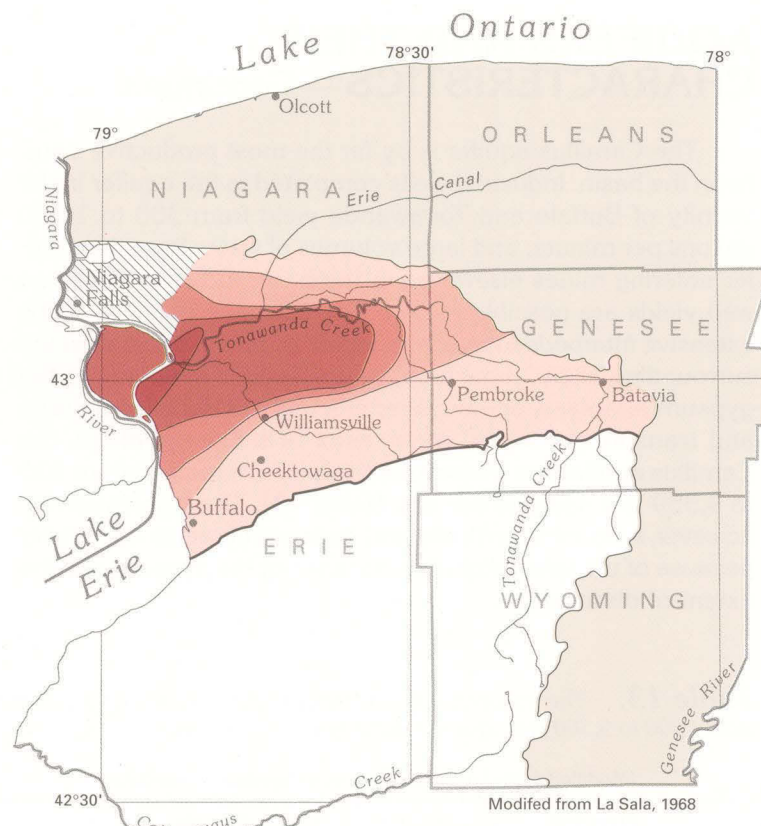 Lake Ontario
78°30'
78°
Olcott
79°
ORLEANS
NIAGARA
Erie Canal
Niagara
Niagara
Falls
Tonawanda Creek
GENESEE
43°
Pembroke
Batavia
River
Williamsville
Cheektowaga
Buffalo
Lake
Erie
ERIE
Tonawanda Creek
WYOMING
Genesee River
Creek
42°30'
Modifed from La Sala, 1968